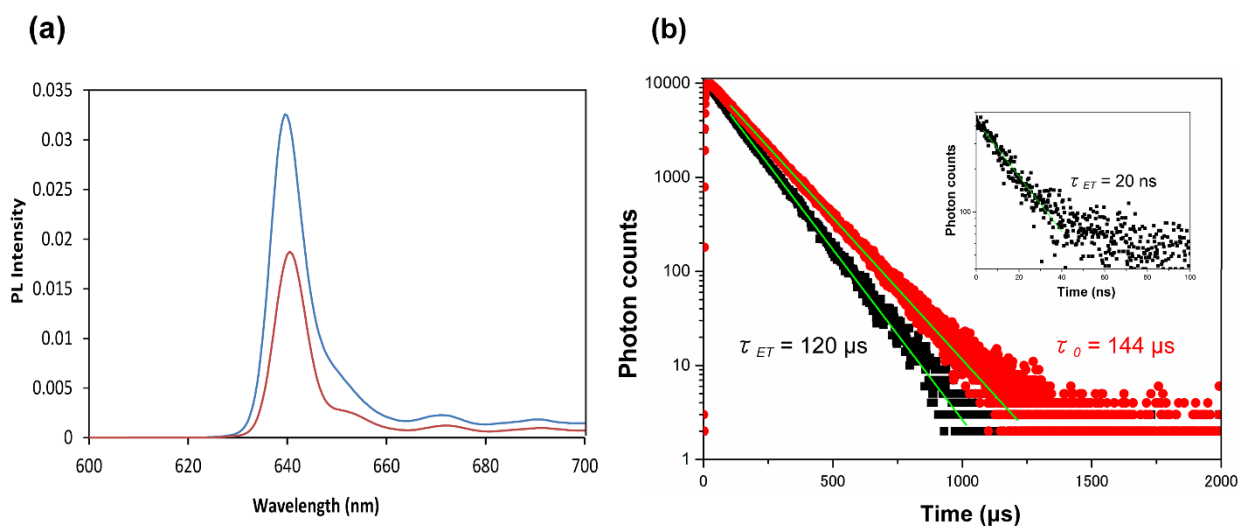 (a)
0.035
0.03
0.025
0.02
0.015
0.01
0.005
0
600
620
640
660
680
700
PL Intensity
Wavelength (nm)
(b)
10000
1000
100
10
1
0
500
1000
1500
2000
Photon counts
Time (µs)
τ ET = 120 µs
τ 0 = 144 µs
τ ET = 20 ns
Photon counts
100
0
20
40
60
80
100
Time (ns)